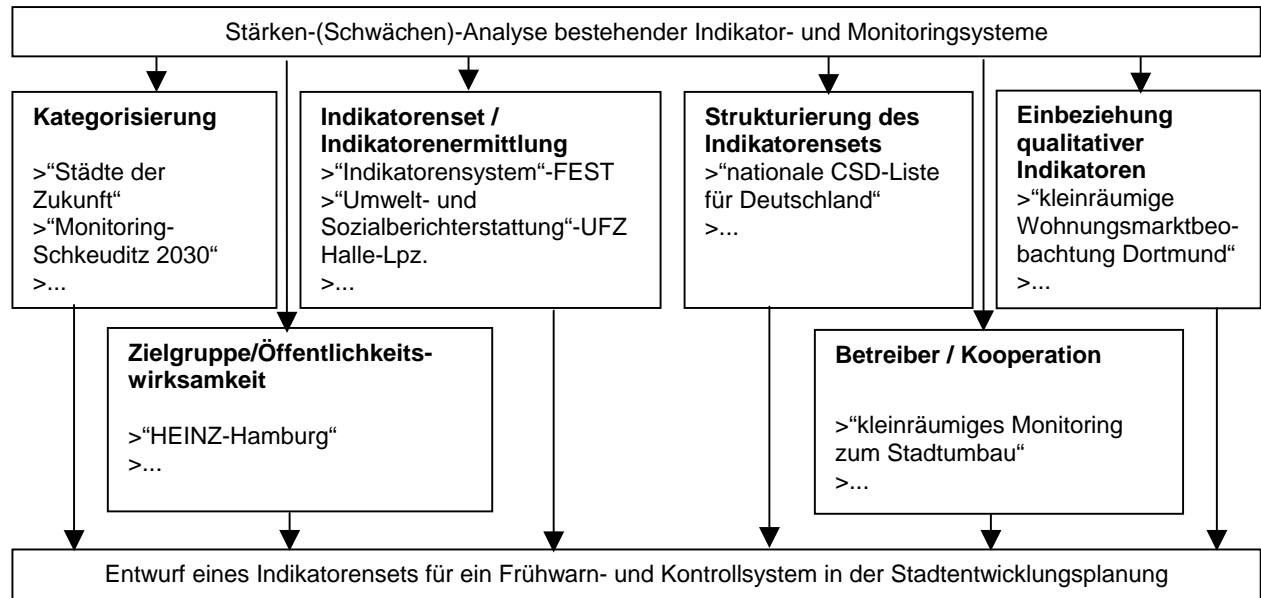 Stärken-(Schwächen)-Analyse bestehender Indikator- und Monitoringsysteme
Kategorisierung
>“Städte der
Zukunft“
>“Monitoring-
Schkeuditz 2030“
>...
Indikatorenset /
Indikatorenermittlung
>“Indikatorensystem“-FEST
>“Umwelt- und
Sozialberichterstattung“-UFZ
Halle-Lpz.
>...
Strukturierung des
Indikatorensets
>“nationale CSD-Liste
für Deutschland“
>...
Einbeziehung
qualitativer
Indikatoren
>“kleinräumige
Wohnungsmarktbeo-
bachtung Dortmund“
>...
Zielgruppe/Öffentlichkeits-
wirksamkeit
>“HEINZ-Hamburg“
>...
Betreiber / Kooperation
>“kleinräumiges Monitoring
zum Stadtumbau“
>...
Entwurf eines Indikatorensets für ein Frühwarn- und Kontrollsystem in der Stadtentwicklungsplanung